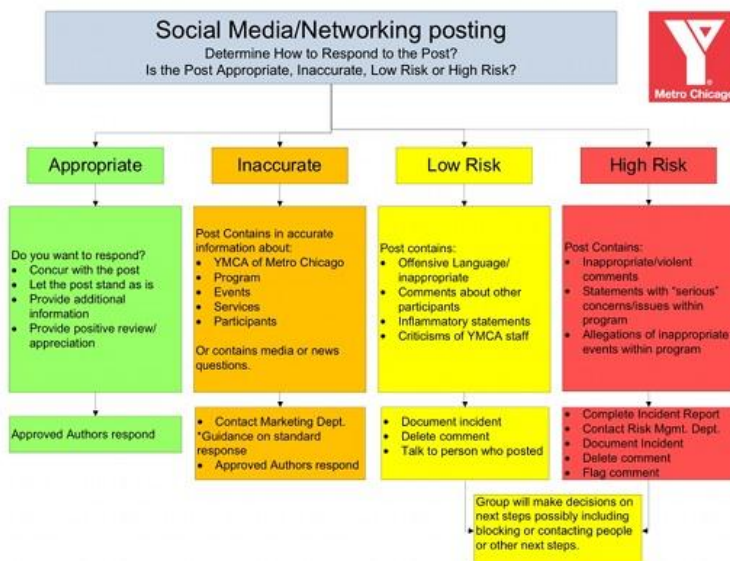 Social Media/Networking posting
Determine How to Respond to the Post?
Is the Post Appropriate, Inaccurate, Low Risk or High Risk?
Y
®
Metro Chicago
Appropriate
Inaccurate
Low Risk
High Risk
Do you want to respond?
• Concur with the post
• Let the post stand as is
• Provide additional
information
• Provide positive review/
appreciation
Post Contains in accurate
information about:
• YMCA of Metro Chicago
• Program
• Events
• Services
• Participants
Or contains media or news
questions.
Post contains:
• Offensive Language/
inappropriate
• Comments about other
participants
• Inflammatory statements
• Criticisms of YMCA staff
Post Contains:
• Inappropriate/violent
comments
• Statements with “serious”
concerns/issues within
program
• Allegations of inappropriate
events within program
Approved Authors respond
• Contact Marketing Dept.
*Guidance on standard
response
• Approved Authors respond
• Document incident
• Delete comment
• Talk to person who posted
• Complete Incident Report
• Contact Risk Mgmt. Dept.
• Document Incident
• Delete comment
• Flag comment
Group will make decisions on
next steps possibly including
blocking or contacting people
or other next steps.